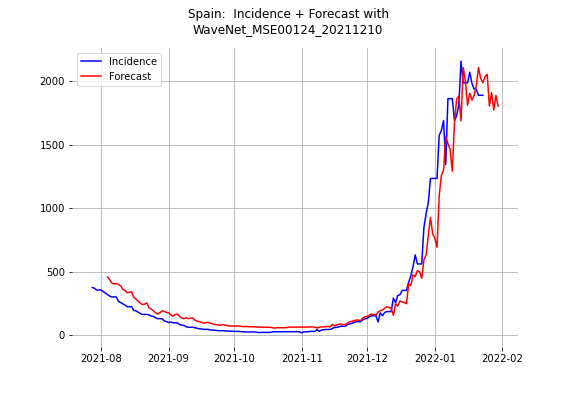 Spain:  Incidence + Forecast with
WaveNet_MSE00124_20211210
Incidence
Forecast
2000
1500
1000
500
0
2021-08 2021-09 2021-10 2021-11 2021-12 2022-01 2022-02